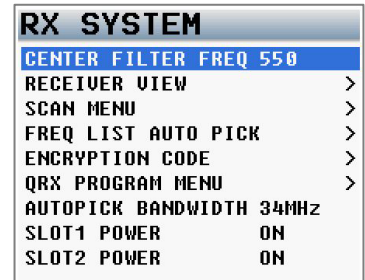 RX SYSTEM
CENTER FILTER FREQ 550
RECEIVER VIEW >
SCAN MENU >
FREQ LIST AUTO PICK >
ENCRYPTION CODE >
QRX PROGRAM MENU >
AUTOPICK BANDWIDTH 34MHz
SLOT1 POWER ON
SLOT2 POWER ON